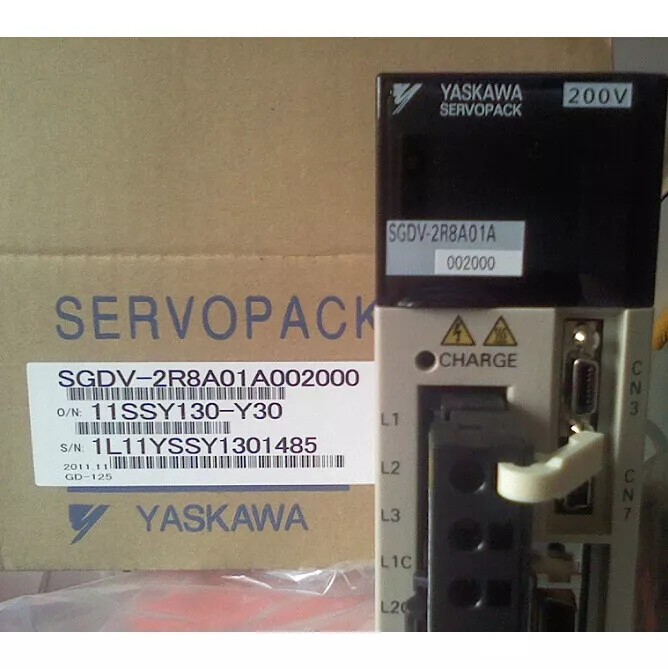 YASKAWA
SERVOPACK
200V
SGDV-2R8A01A
002000
CHARGE
CN3
CN7
L1
L2
L3
L1C
SERVOPACK
SGDV-2R8A01A002000
O/N: 11SSY130-Y30
S/N: 1L11YSSY1301485
2011.11
GD-125
YASKAWA